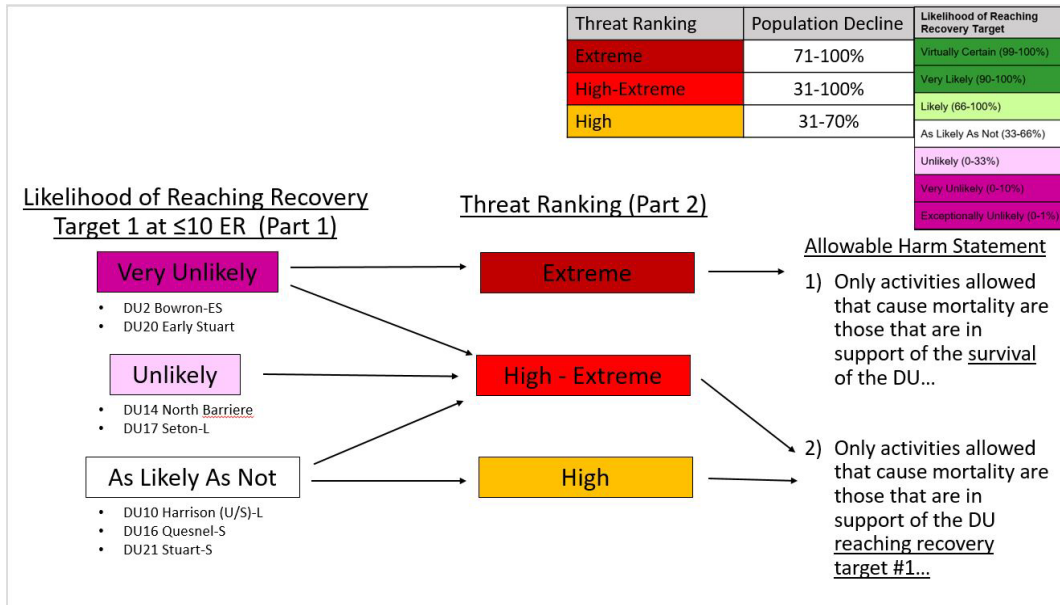 Threat Ranking Population Decline
Extreme 71-100%
High-Extreme 31-100%
High 31-70%
Likelihood of Reaching
Recovery Target
Virtually Certain (99-100%)
Very Likely (90-100%)
Likely (66-100%)
As Likely As Not (33-66%)
Unlikely (0-33%)
Very Unlikely (0-10%)
Exceptionally Unlikely (0-1%)
Likelihood of Reaching Recovery
Target 1 at ≤10 ER (Part 1)
Very Unlikely
• DU2 Bowron-ES
• DU20 Early Stuart
Unlikely
• DU14 North Barriere
• DU17 Seton-L
As Likely As Not
• DU10 Harrison (U/S)-L
• DU16 Quesnel-S
• DU21 Stuart-S
Threat Ranking (Part 2)
Extreme
High - Extreme
High
Allowable Harm Statement
1) Only activities allowed
that cause mortality are
those that are in
support of the survival
of the DU...
2) Only activities allowed
that cause mortality are
those that are in
support of the DU
reaching recovery
target #1...